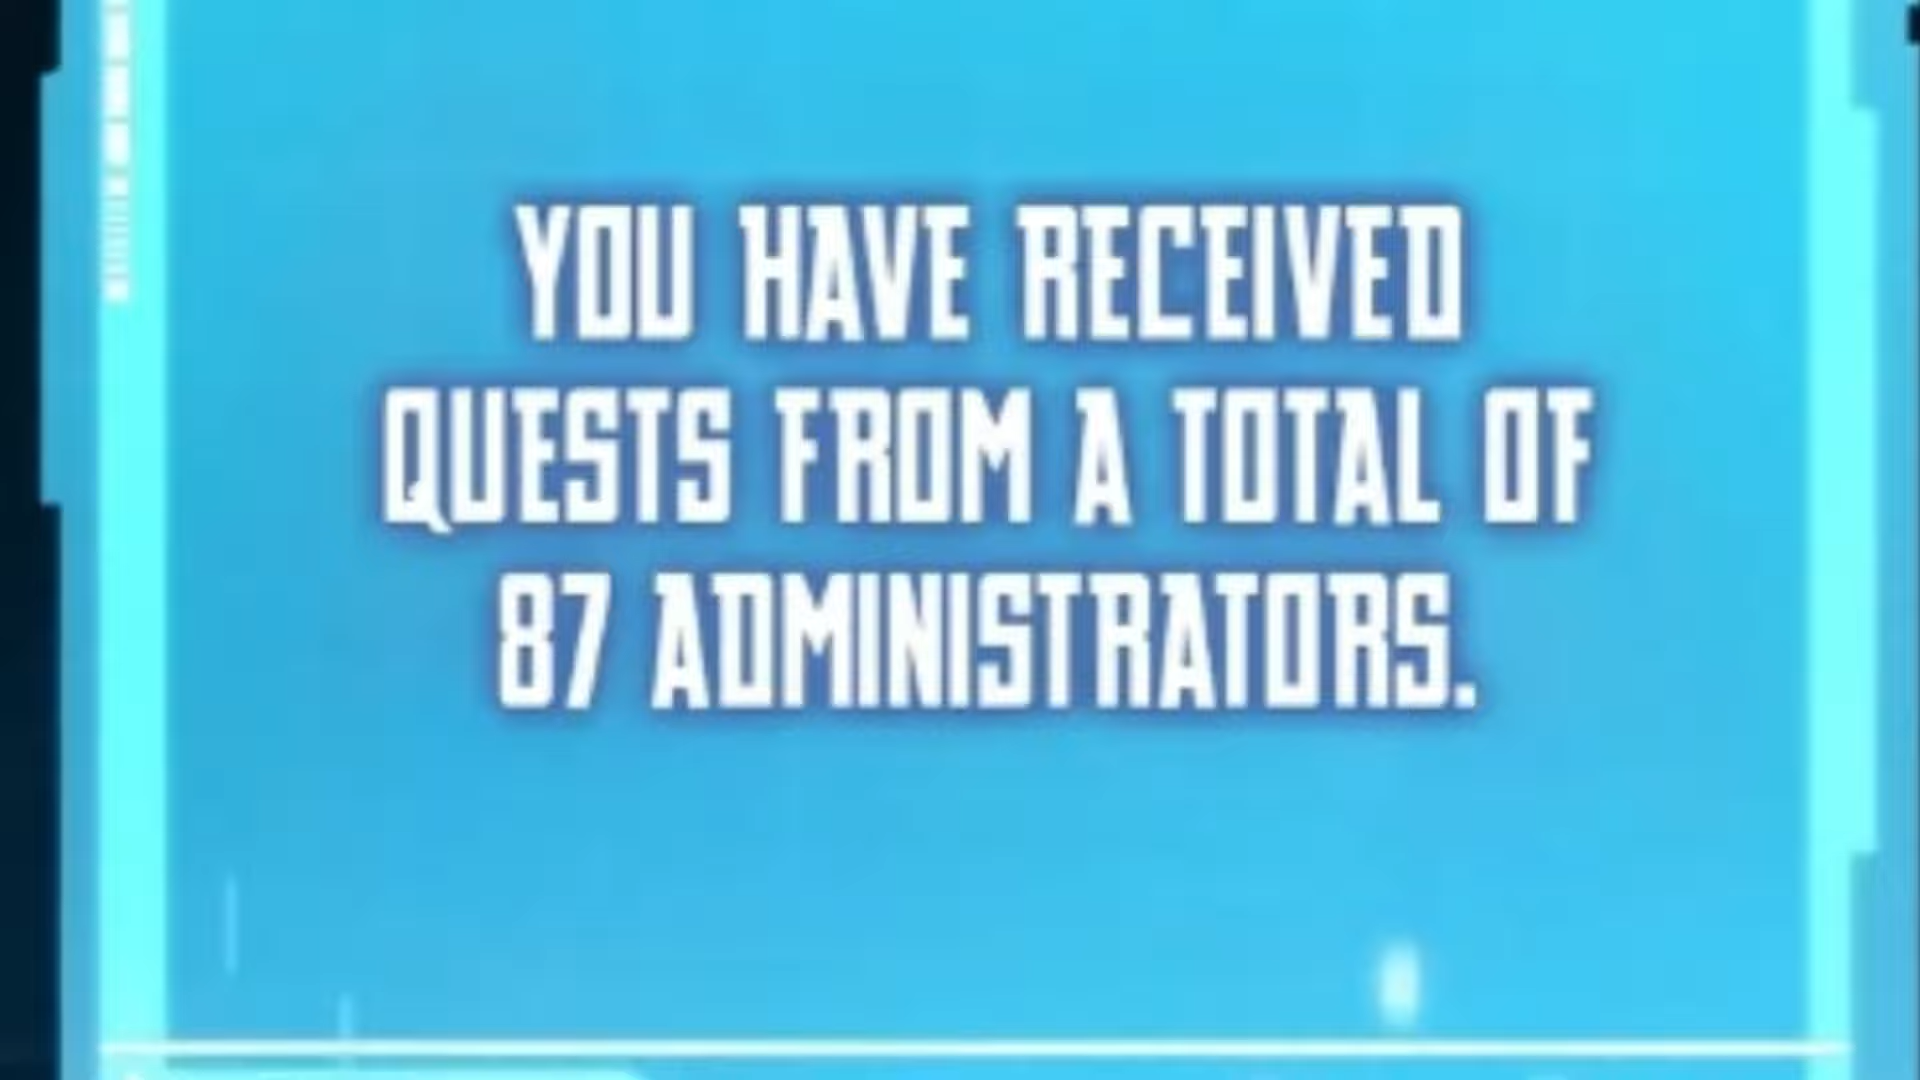 YOU HAVE RECEIVED
QUESTS FROM A TOTAL OF
87 ADMINISTRATORS.